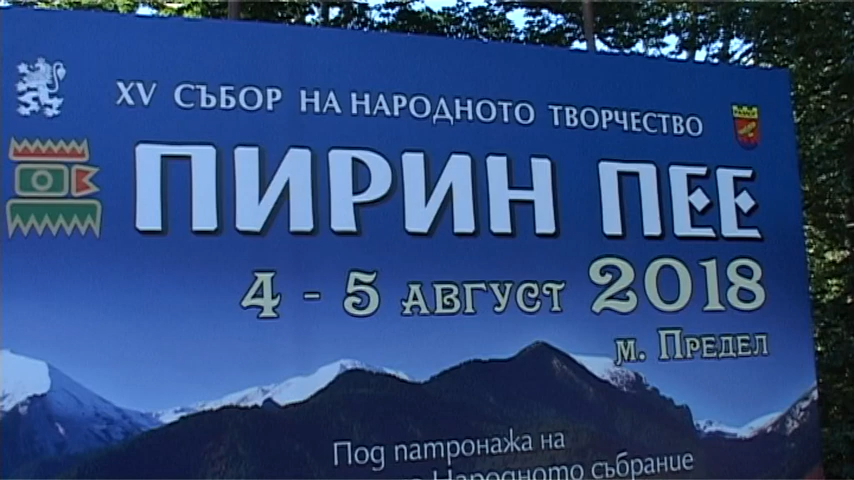 XV СЪБОР НА НАРОДНОТО ТВОРЧЕСТВО
ПИРИН ПЕЕ
4 - 5 АВГУСТ 2018
м. ПРЕДЕЛ
Под патронажа на
Народното събрание